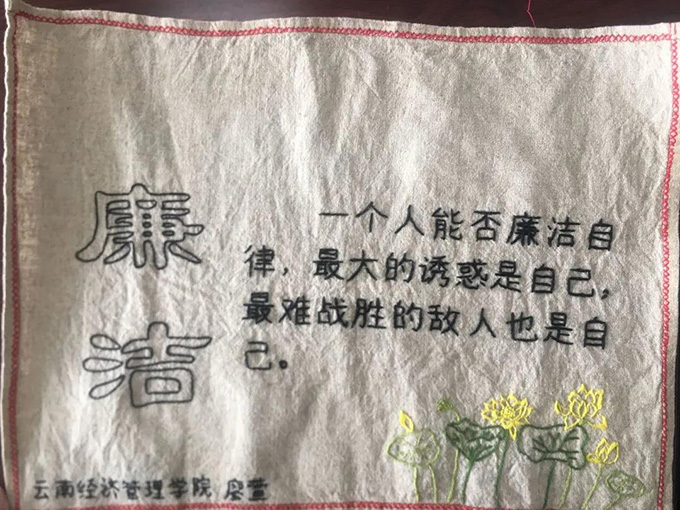 廉
洁
一个人能否廉洁自
律，最大的诱惑是自己，
最难战胜的敌人也是自
己。
云南经济管理学院 廖萱